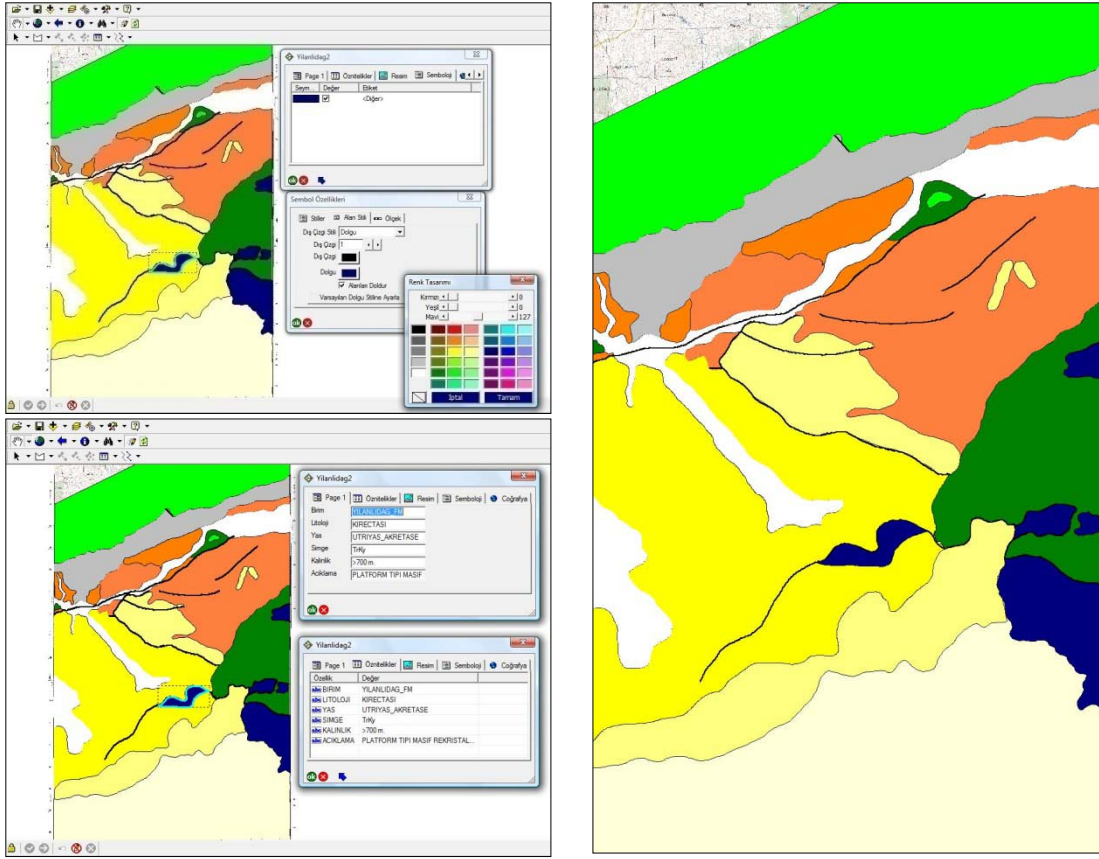 Yilanlidag2
Page 1 Öznitelikler Resim Semboloji
Seym... Değer Etiket
<Diğer>
Sembol Özellikleri
Stiller Alan Stili Ölçek
Dış Çizgi Stili Dolgu
Dış Çizgi 1
Dış Çizgi
Dolgu
Alanları Doldur
Varsayılan Dolgu Stiline Ayarla
Renk Tasarımı
Kırmızı 0
Yeşil 0
Mavi 127
İptal Tamam
Yilanlidag2
Page 1 Öznitelikler Resim Semboloji Coğrafya
Birim YILANLIDAG_FM
Litoloji KIRECTASI
Yas UTRIYAS_AKRETASE
Simge TrKy
Kalinlik >700 m.
Aciklama PLATFORM TIPI MASIF
Yilanlidag2
Page 1 Öznitelikler Resim Semboloji Coğrafya
Özellik Değer
BIRIM YILANLIDAG_FM
LITOLOJI KIRECTASI
YAS UTRIYAS_AKRETASE
SIMGE TrKy
KALINLIK >700 m.
ACIKLAMA PLATFORM TIPI MASIF REKRISTAL...